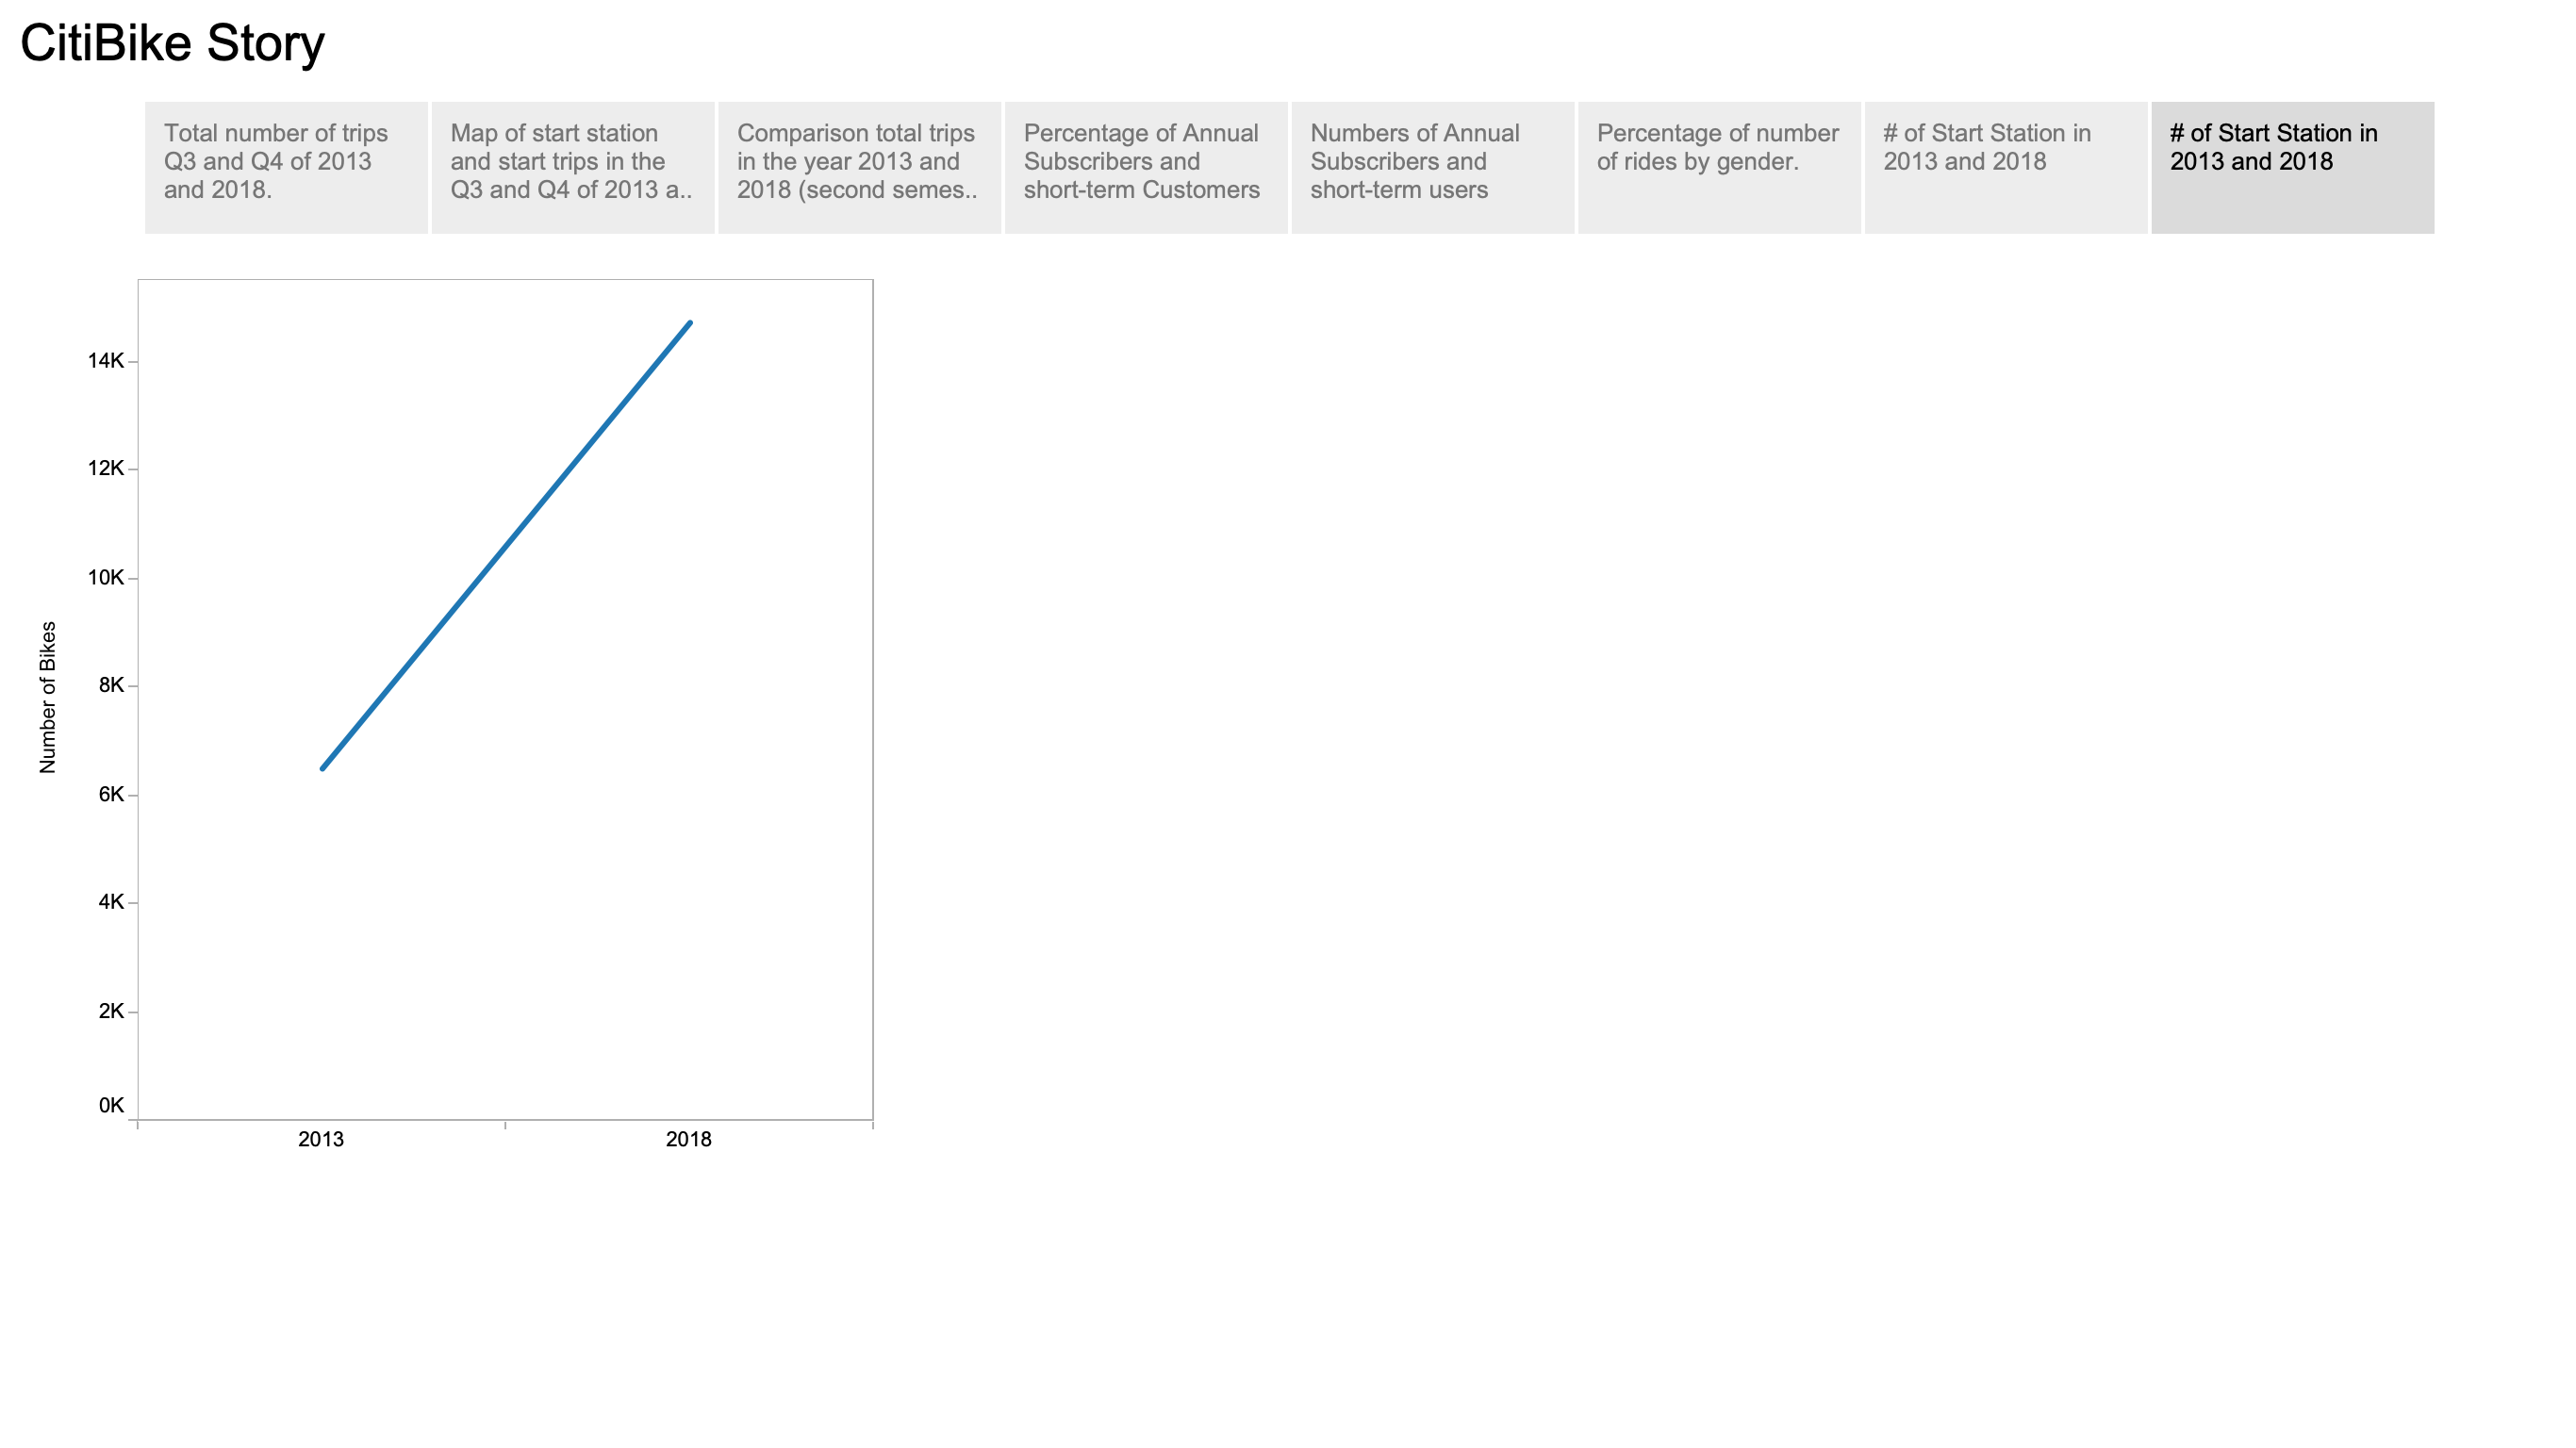 CitiBike Story
Total number of trips
Q3 and Q4 of 2013
and 2018.
Map of start station
and start trips in the
Q3 and Q4 of 2013 a..
Comparison total trips
in the year 2013 and
2018 (second semes..
Percentage of Annual
Subscribers and
short-term Customers
Numbers of Annual
Subscribers and
short-term users
Percentage of number
of rides by gender.
# of Start Station in
2013 and 2018
# of Start Station in
2013 and 2018
Number of Bikes
14K
12K
10K
8K
6K
4K
2K
0K
2013
2018